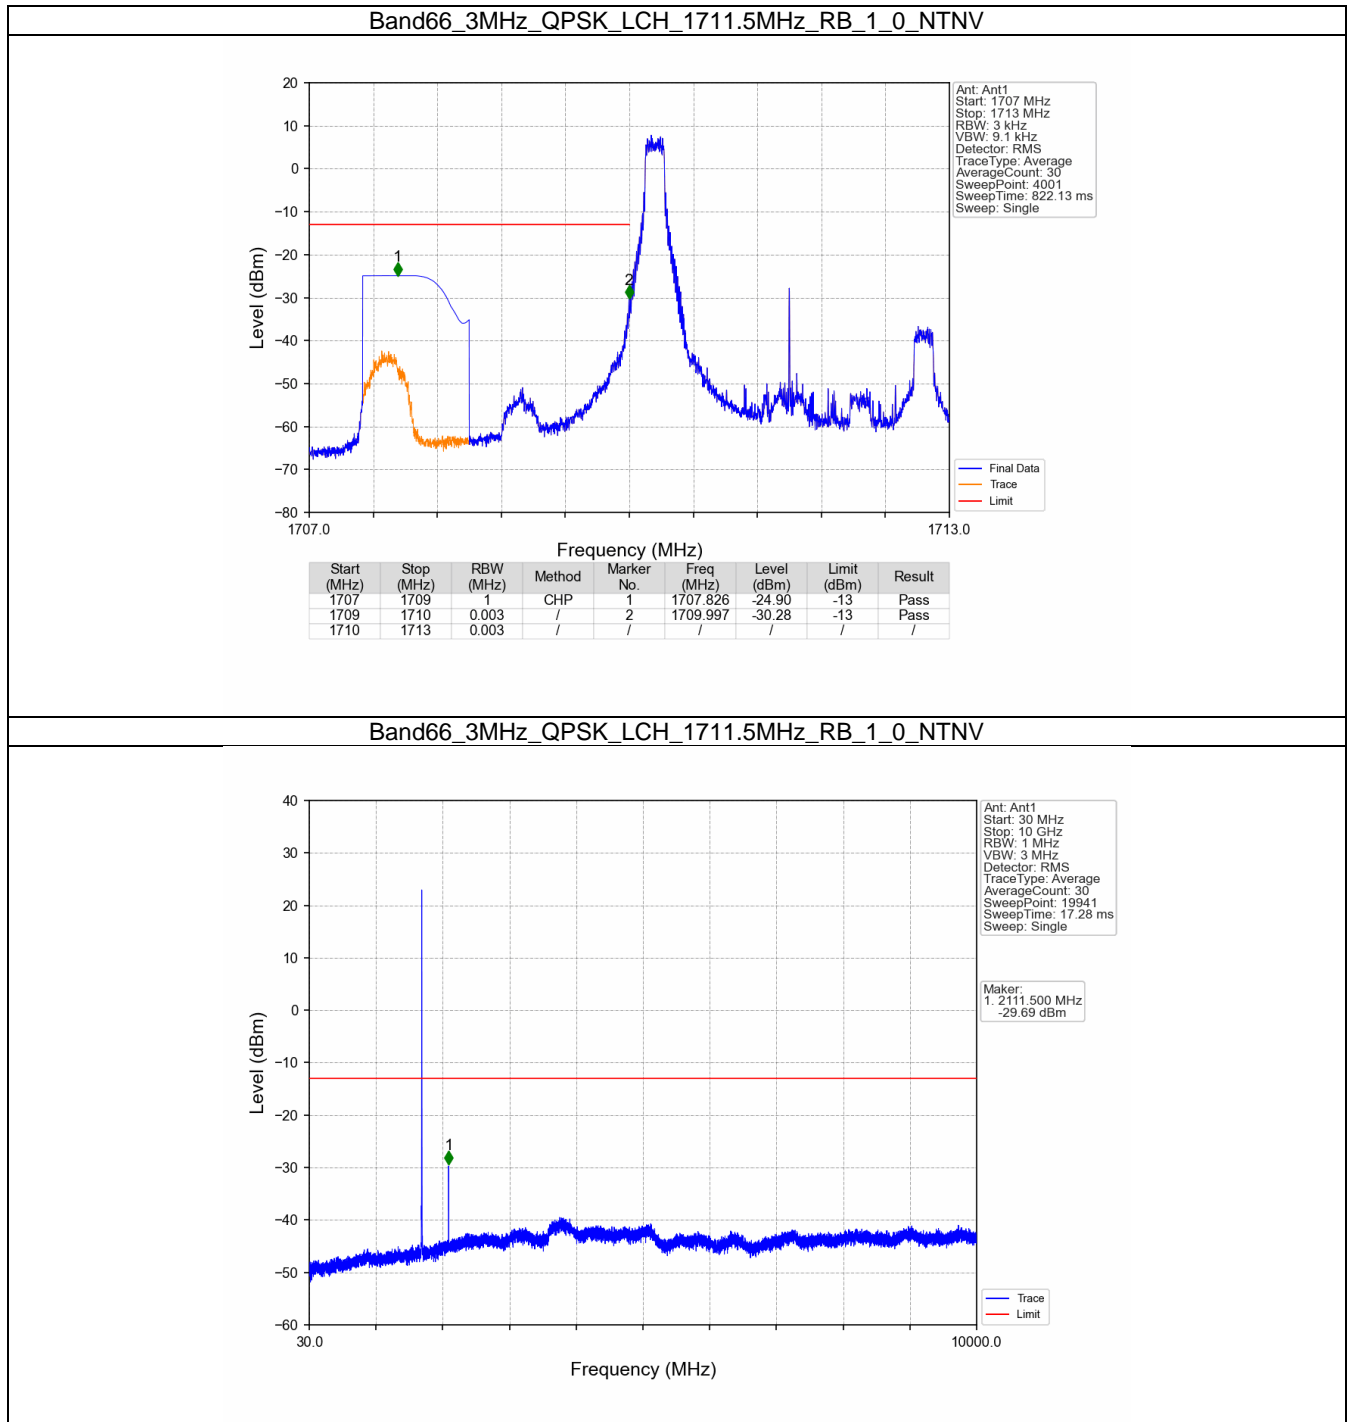 Band66_3MHz_QPSK_LCH_1711.5MHz_RB_1_0_NTNV
20
10
0
−10
−20
−30
−40
−50
−60
−70
−80
Level (dBm)
1
2
1707.0
1713.0
Frequency (MHz)
Ant: Ant1
Start: 1707 MHz
Stop: 1713 MHz
RBW: 3 kHz
VBW: 9.1 kHz
Detector: RMS
TraceType: Average
AverageCount: 30
SweepPoint: 4001
SweepTime: 822.13 ms
Sweep: Single
Final Data
Trace
Limit
Start (MHz) Stop (MHz) RBW (MHz) Method Marker No. Freq (MHz) Level (dBm) Limit (dBm) Result
1707 1709 1 CHP 1 1707.826 -24.90 -13 Pass
1709 1710 0.003 / 2 1709.997 -30.28 -13 Pass
1710 1713 0.003 / / / / / /
Band66_3MHz_QPSK_LCH_1711.5MHz_RB_1_0_NTNV
40
30
20
10
0
−10
−20
−30
−40
−50
−60
Level (dBm)
1
30.0
10000.0
Frequency (MHz)
Ant: Ant1
Start: 30 MHz
Stop: 10 GHz
RBW: 1 MHz
VBW: 3 MHz
Detector: RMS
TraceType: Average
AverageCount: 30
SweepPoint: 19941
SweepTime: 17.28 ms
Sweep: Single
Maker:
1. 2111.500 MHz
-29.69 dBm
Trace
Limit